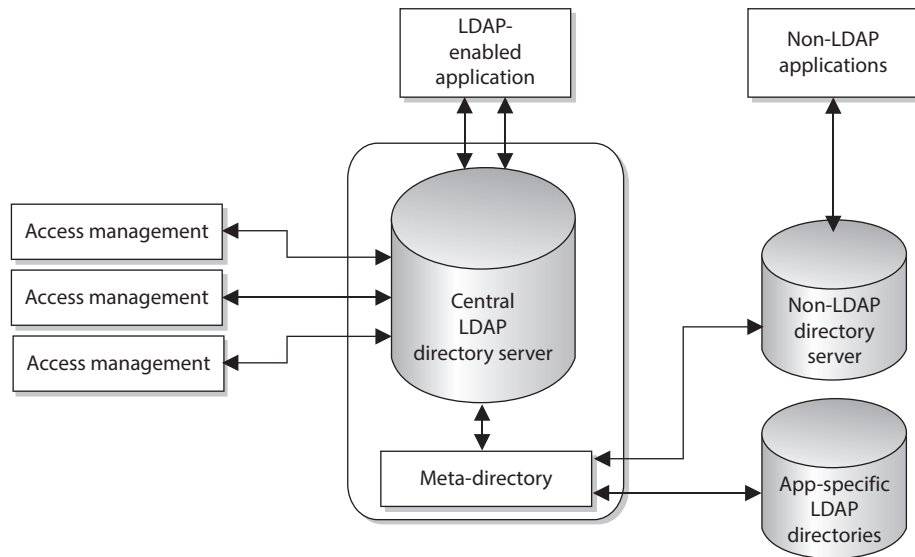 LDAP-
enabled
application
Non-LDAP
applications
Access management
Access management
Access management
Central
LDAP
directory server
Non-LDAP
directory
server
Meta-directory
App-specific
LDAP
directories